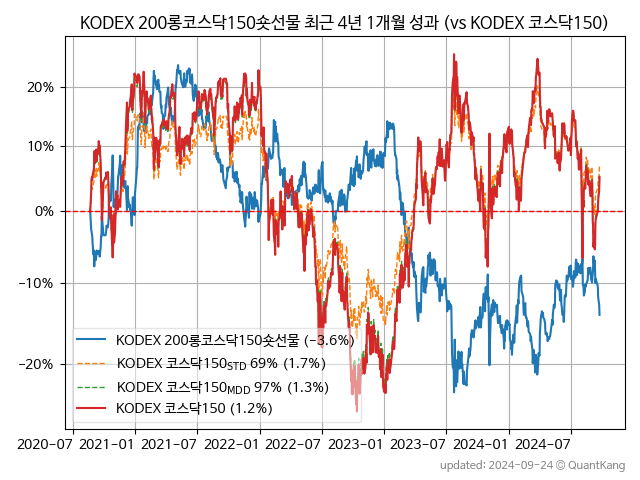 KODEX 200롱코스닥150숏선물 최근 4년 1개월 성과 (vs KODEX 코스닥150)
20%
10%
0%
−10%
−20%
KODEX 200롱코스닥150숏선물 (−3.6%)
KODEX 코스닥150STD 69% (1.7%)
KODEX 코스닥150MDD 97% (1.3%)
KODEX 코스닥150 (1.2%)
2020-07 2021-01 2021-07 2022-01 2022-07 2023-01 2023-07 2024-01 2024-07
updated: 2024-09-24 © QuantKang